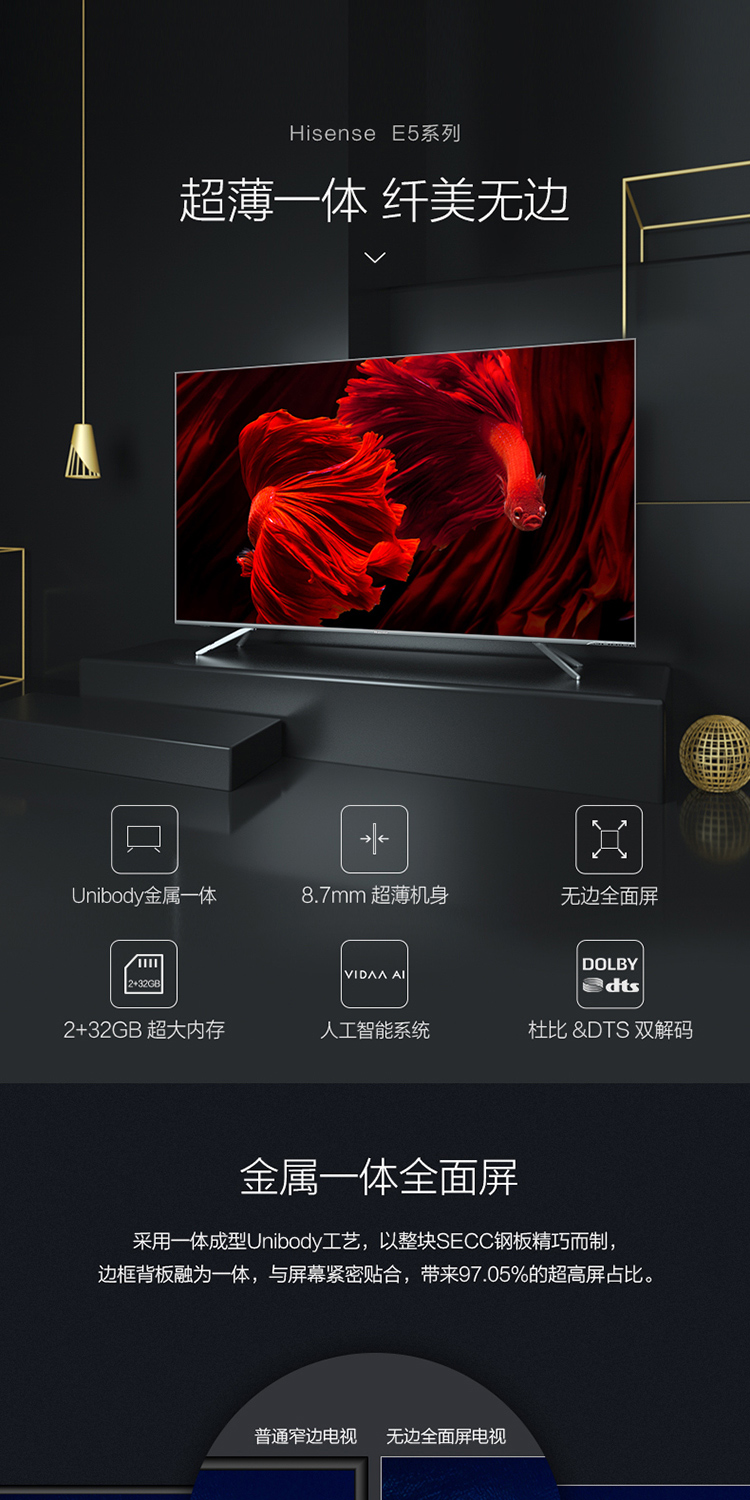 Hisense E5系列
超薄一体 纤美无边
Unibody金属一体
8.7mm 超薄机身
无边全面屏
2+32GB
VIDAA AI
DOLBY
dts
2+32GB 超大内存
人工智能系统
杜比 &DTS 双解码
金属一体全面屏
采用一体成型Unibody工艺，以整块SECC钢板精巧而制，
边框背板融为一体，与屏幕紧密贴合，带来97.05%的超高屏占比。
普通窄边电视 无边全面屏电视